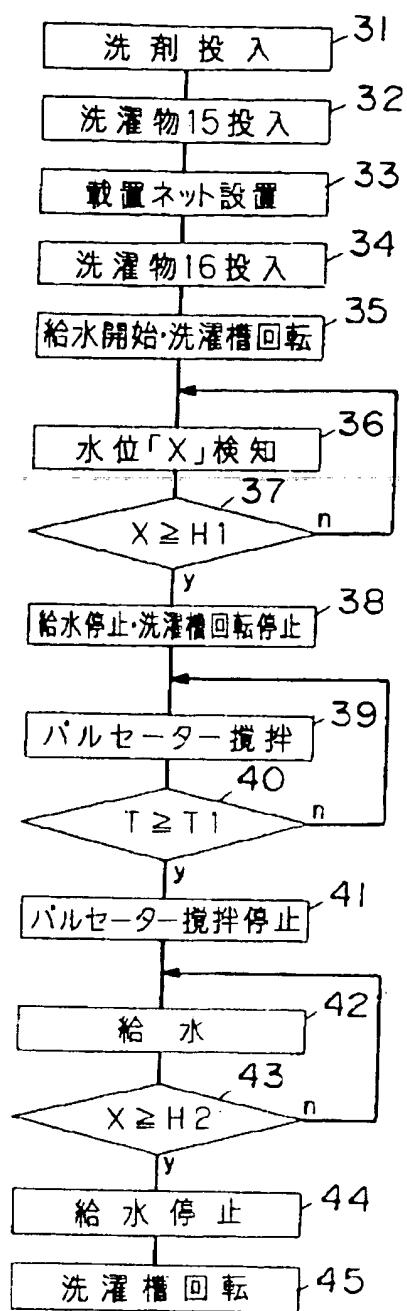 31
洗剤投入
32
洗濯物15投入
33
載置ネット設置
34
洗濯物16投入
35
給水開始・洗濯槽回転
36
水位「X」検知
37
X≧H1
n
y
38
給水停止・洗濯槽回転停止
39
パルセーター攪拌
40
T≧T1
n
y
41
パルセーター攪拌停止
42
給水
43
X≧H2
n
y
44
給水停止
45
洗濯槽回転